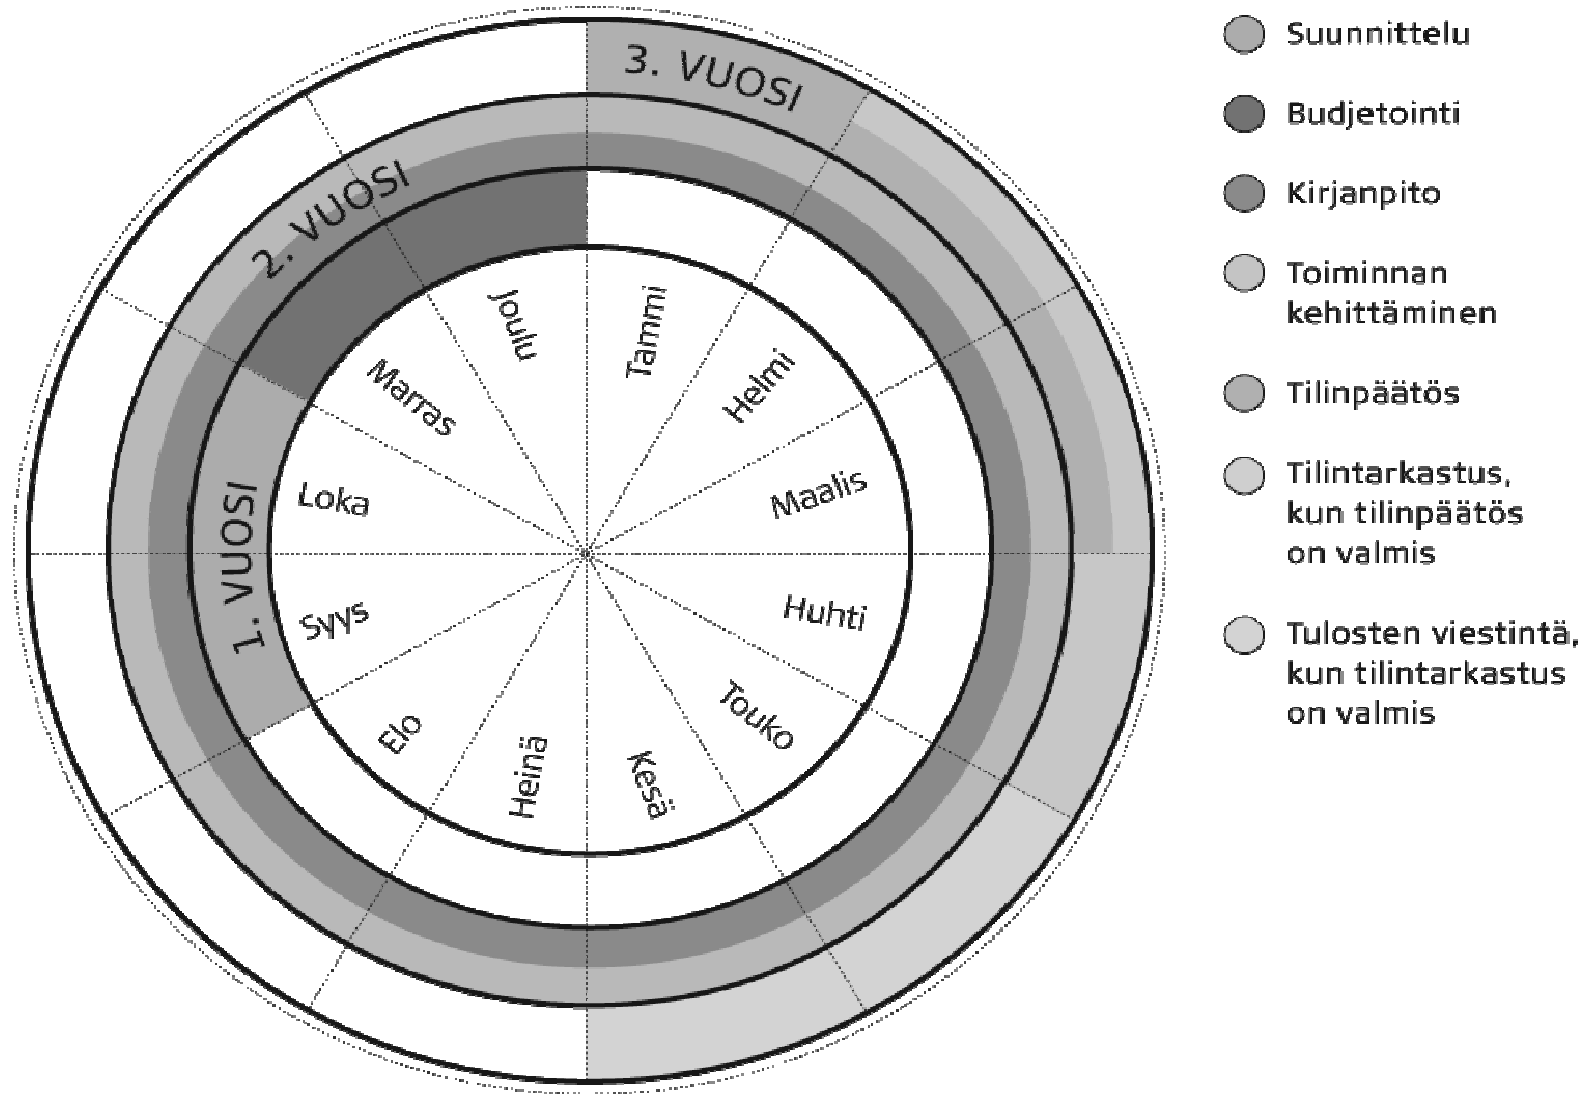 3. VUOSI
2. VUOSI
1. VUOSI
Tammi
Helmi
Maalis
Huhti
Touko
Kesä
Heinä
Elo
Syys
Loka
Marras
Joulu
Suunnittelu
Budjetointi
Kirjanpito
Toiminnan
kehittäminen
Tilinpäätös
Tilintarkastus,
kun tilinpäätös
on valmis
Tulosten viestintä,
kun tilintarkastus
on valmis